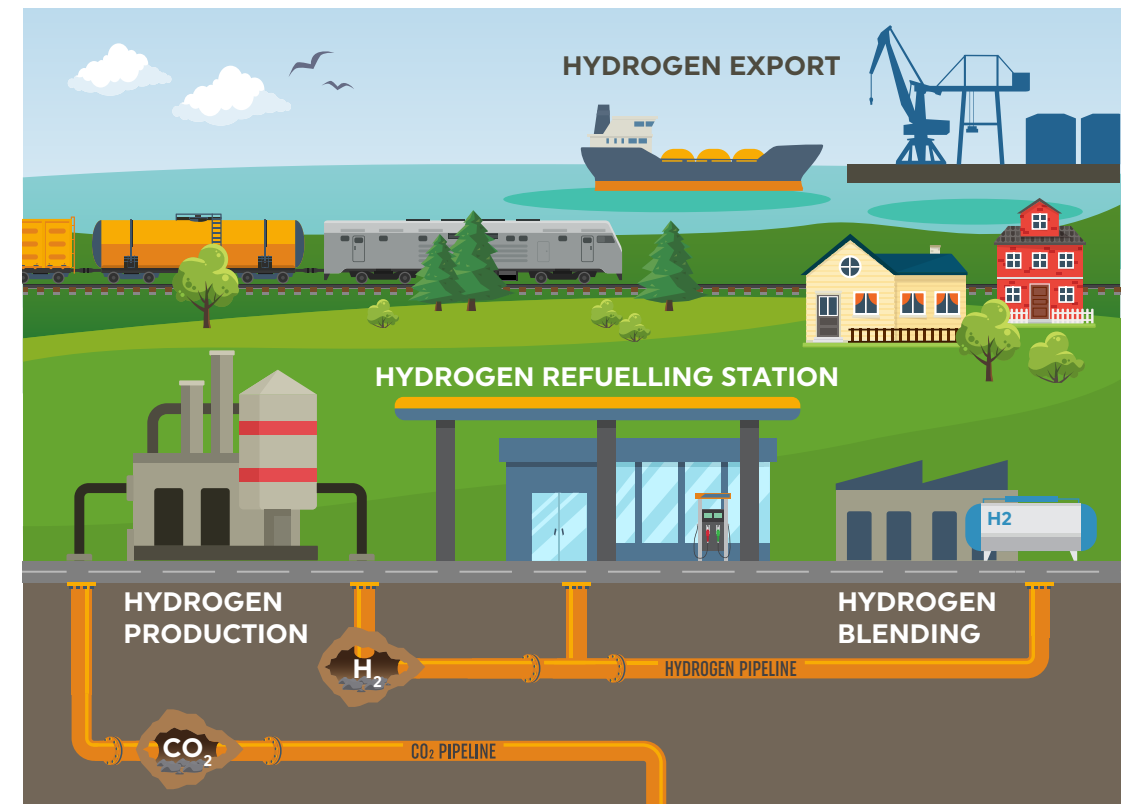 HYDROGEN EXPORT
HYDROGEN REFUELLING STATION
H2
HYDROGEN
PRODUCTION
HYDROGEN
BLENDING
H₂
HYDROGEN PIPELINE
CO₂
CO₂ PIPELINE